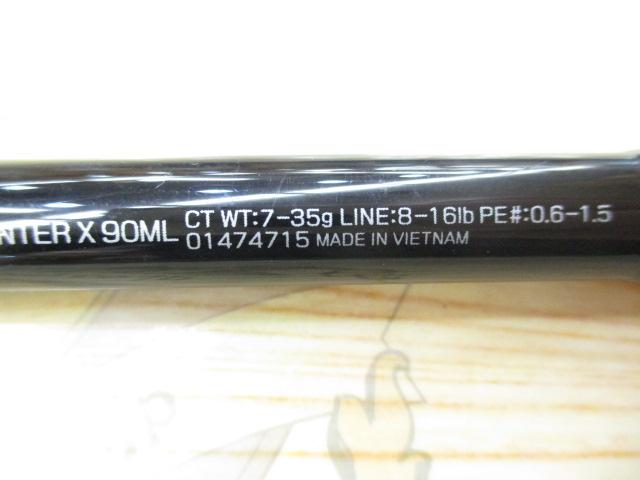 NTER X 90ML CT WT:7-35g LINE:8-16lb PE#:0.6-1.5
01474715 MADE IN VIETNAM